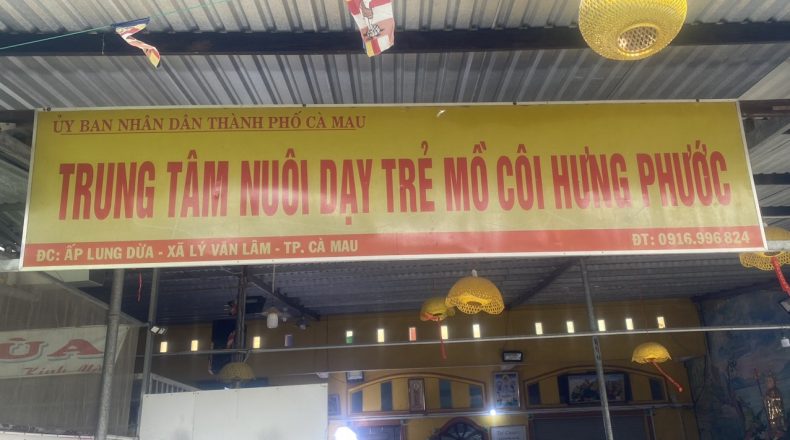 ỦY BAN NHÂN DÂN THÀNH PHỐ CÀ MAU
TRUNG TÂM NUÔI DẠY TRẺ MỒ CÔI HƯNG PHƯỚC
ĐC: ẤP LUNG DỪA - XÃ LÝ VĂN LÂM - TP. CÀ MAU
ĐT: 0916.996 824